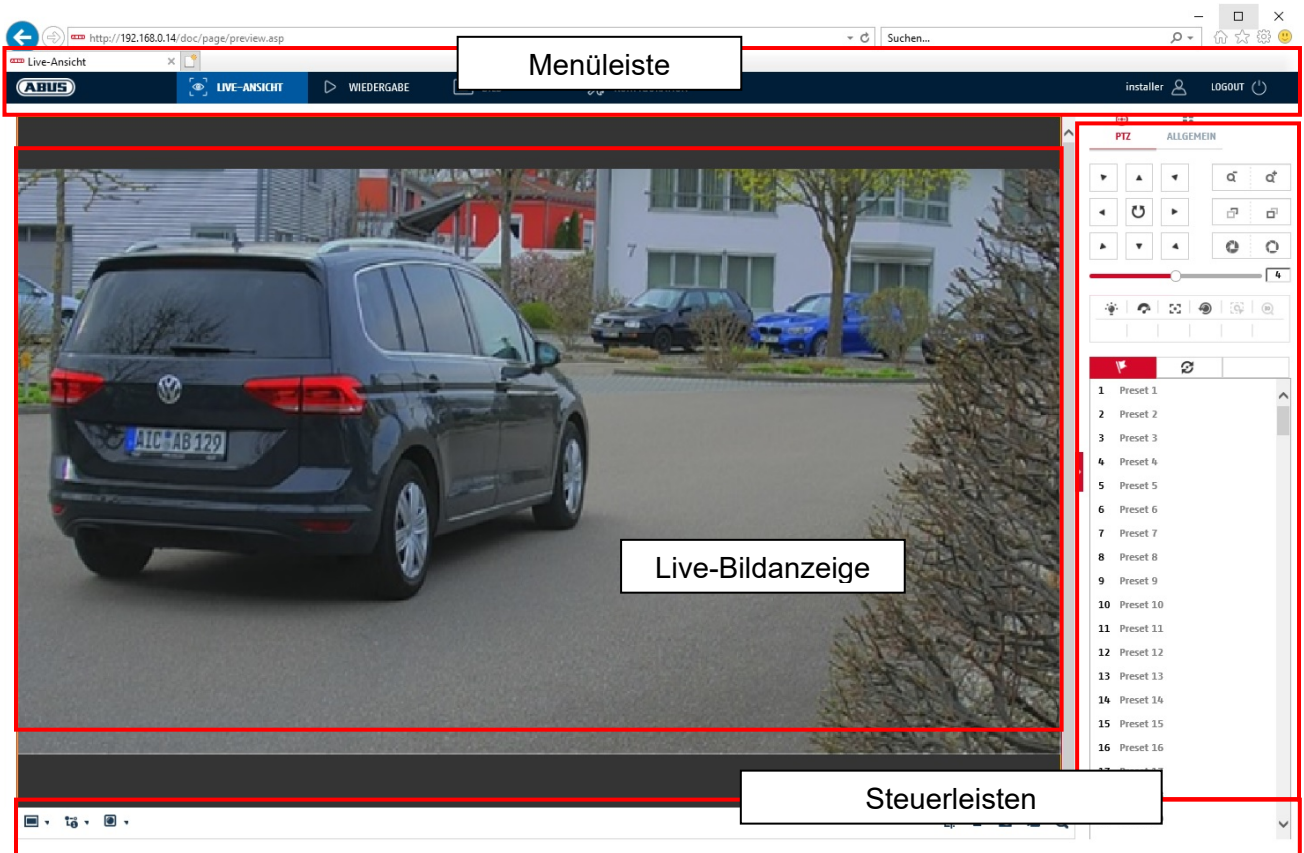 http://192.168.0.14/doc/page/preview.asp
Suchen...
Live-Ansicht
Menüleiste
ABUS
LIVE-ANSICHT
WIEDERGABE
installer
LOGOUT
PTZ
ALLGEMEIN
4
7
AIC AB 129
1 Preset 1
2 Preset 2
3 Preset 3
4 Preset 4
5 Preset 5
6 Preset 6
7 Preset 7
8 Preset 8
9 Preset 9
10 Preset 10
11 Preset 11
12 Preset 12
13 Preset 13
14 Preset 14
15 Preset 15
16 Preset 16
Live-Bildanzeige
Steuerleisten